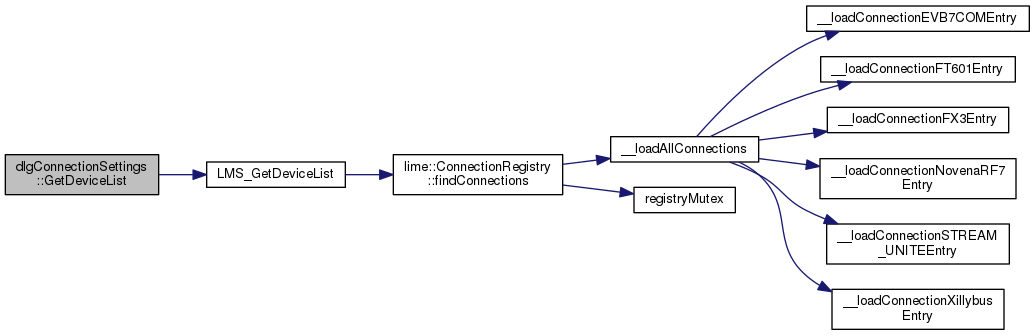 dlgConnectionSettings
::GetDeviceList
LMS_GetDeviceList
lime::ConnectionRegistry
::findConnections
__loadAllConnections
registryMutex
__loadConnectionEVB7COMEntry
__loadConnectionFT601Entry
__loadConnectionFX3Entry
__loadConnectionNovenaRF7
Entry
__loadConnectionSTREAM
_UNITEEntry
__loadConnectionXillybus
Entry